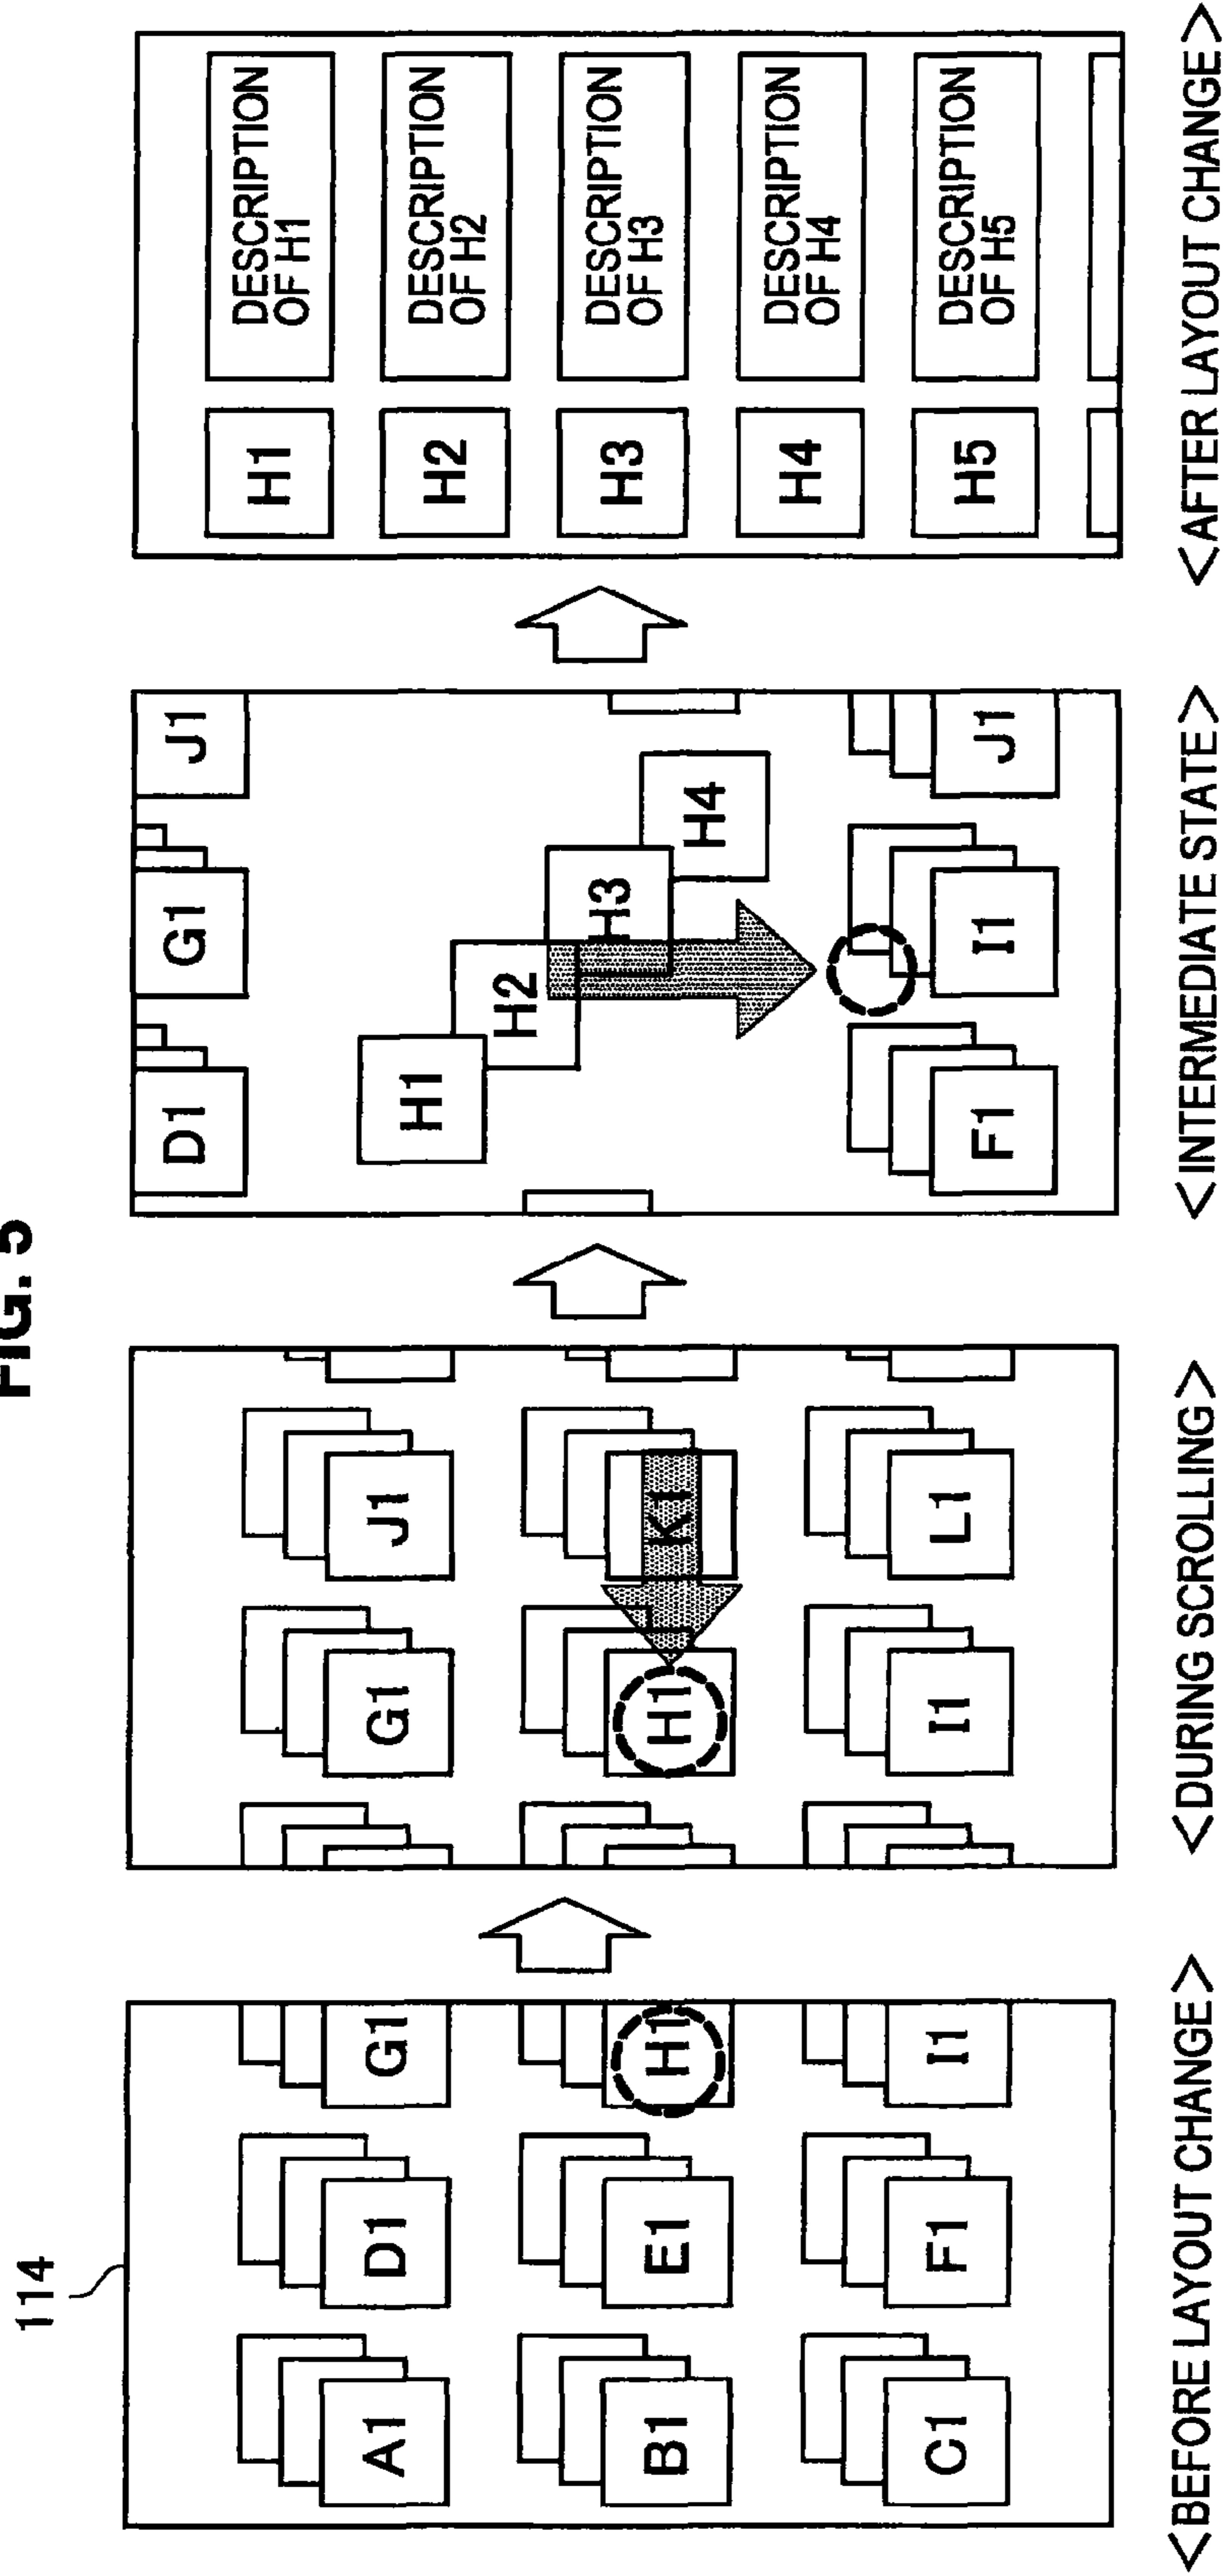 FIG. 5
114
A1
D1
G1
B1
E1
H1
C1
F1
I1
<BEFORE LAYOUT CHANGE>
G1
J1
H1
K1
I1
L1
<DURING SCROLLING>
D1
G1
J1
H1
H2
H3
H4
F1
I1
J1
<INTERMEDIATE STATE>
H1
DESCRIPTION
OF H1
H2
DESCRIPTION
OF H2
H3
DESCRIPTION
OF H3
H4
DESCRIPTION
OF H4
H5
DESCRIPTION
OF H5
<AFTER LAYOUT CHANGE>